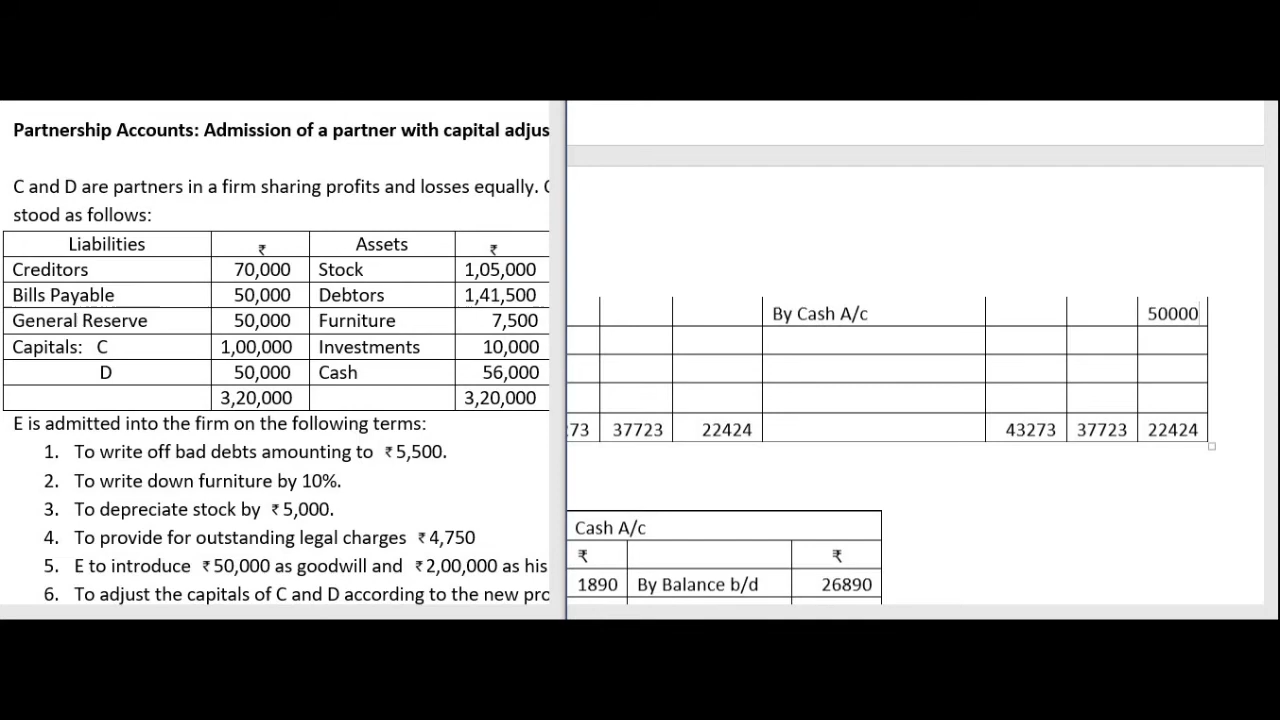 Partnership Accounts: Admission of a partner with capital adjus
C and D are partners in a firm sharing profits and losses equally.
stood as follows:
Liabilities ₹ Assets ₹
Creditors 70,000 Stock 1,05,000
Bills Payable 50,000 Debtors 1,41,500
General Reserve 50,000 Furniture 7,500
Capitals: C 1,00,000 Investments 10,000
D 50,000 Cash 56,000
3,20,000 3,20,000
E is admitted into the firm on the following terms:
1. To write off bad debts amounting to ₹5,500.
2. To write down furniture by 10%.
3. To depreciate stock by ₹5,000.
4. To provide for outstanding legal charges ₹4,750
5. E to introduce ₹50,000 as goodwill and ₹2,00,000 as his
6. To adjust the capitals of C and D according to the new pro
By Cash A/c 50000
73 37723 22424 43273 37723 22424
Cash A/c
₹ ₹
1890 By Balance b/d 26890